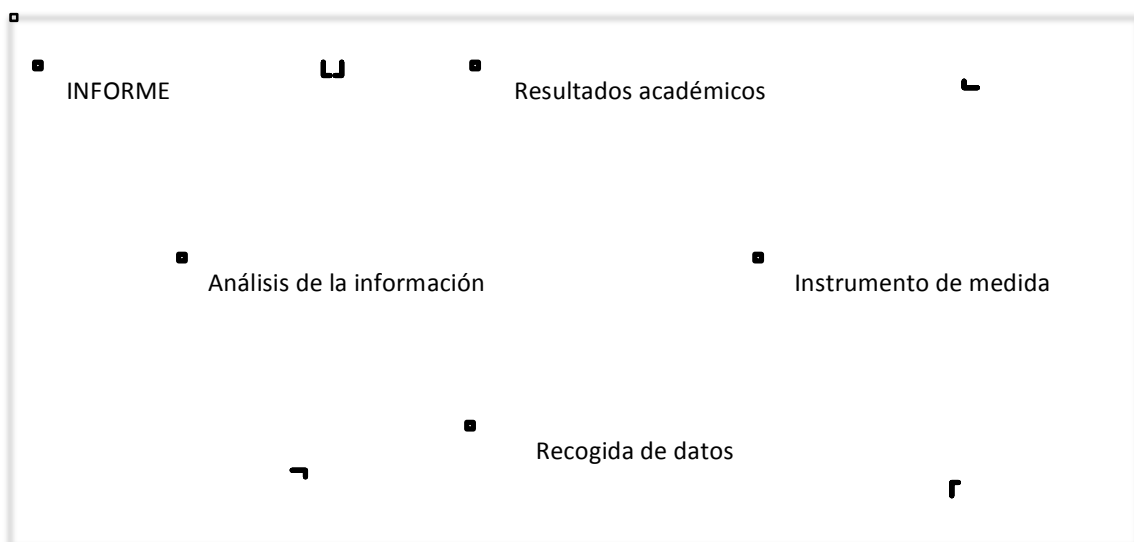 INFORME
Resultados académicos
Análisis de la información
Instrumento de medida
Recogida de datos